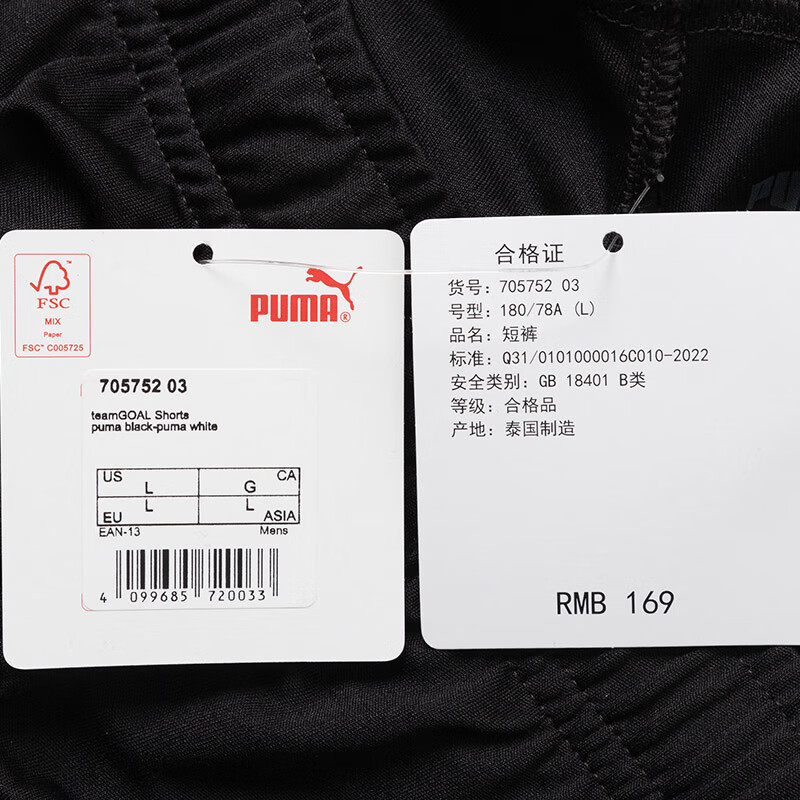 FSC
MIX
Paper
FSC™ C005725
PUMA®
705752 03
teamGOAL Shorts
puma black-puma white
US L G CA
EU L L ASIA
EAN-13 Mens
4 099685 720033
合格证
货号: 705752 03
号型: 180/78A (L)
品名: 短裤
标准: Q31/0101000016C010-2022
安全类别: GB 18401 B类
等级: 合格品
产地: 泰国制造
RMB 169